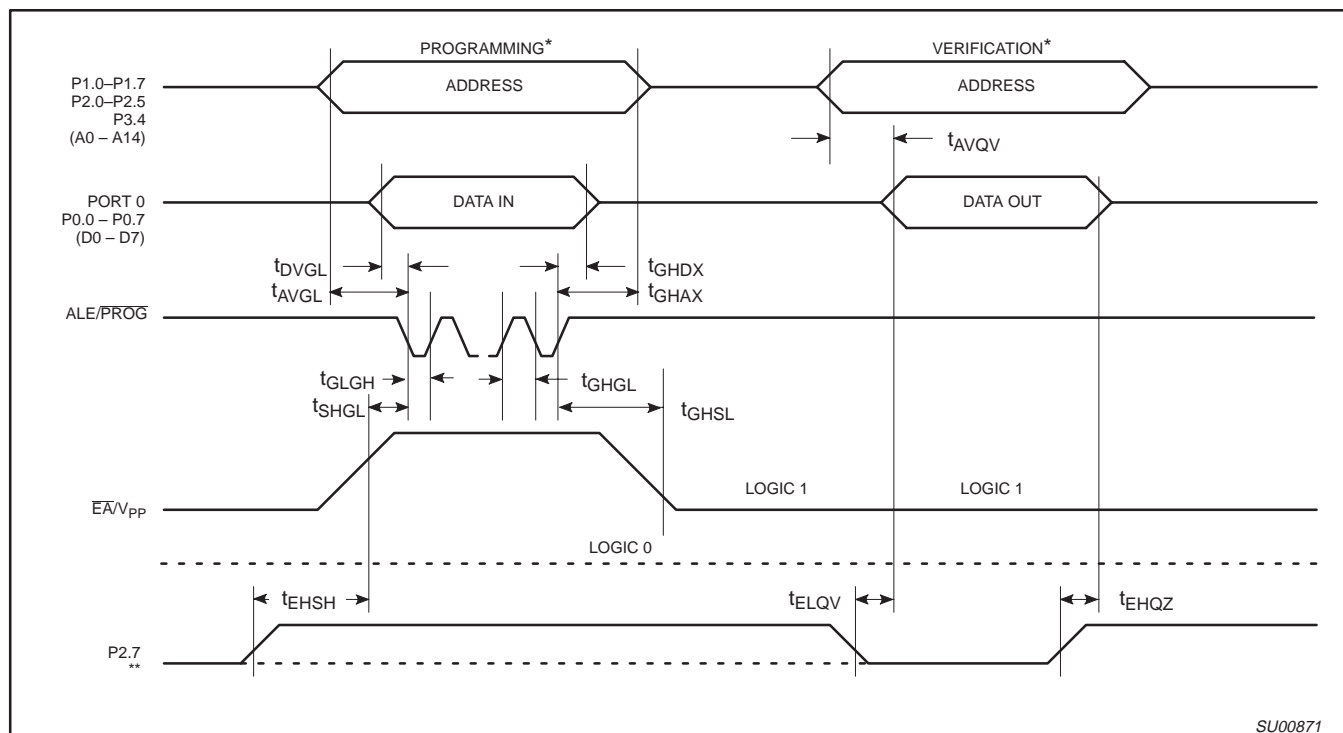 PROGRAMMING*
VERIFICATION*
P1.0–P1.7
P2.0–P2.5
P3.4
(A0 – A14)
ADDRESS
ADDRESS
tAVQV
PORT 0
P0.0 – P0.7
(D0 – D7)
DATA IN
DATA OUT
tDVGL
tGHDX
tAVGL
tGHAX
ALE/PROG
tGLGH
tGHGL
tSHGL
tGHSL
EA/VPP
LOGIC 1
LOGIC 1
LOGIC 0
tEHSH
tELQV
tEHQZ
P2.7
**
SU00871